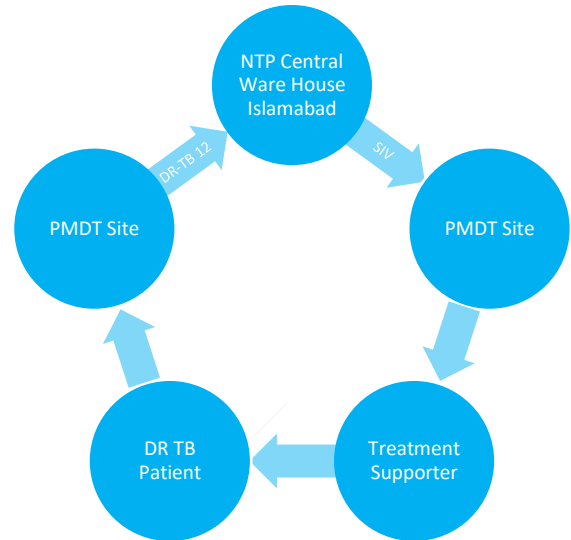 NTP Central
Ware House
Islamabad
DR-TB 12
SIV
PMDT Site
PMDT Site
DR TB
Patient
Treatment
Supporter